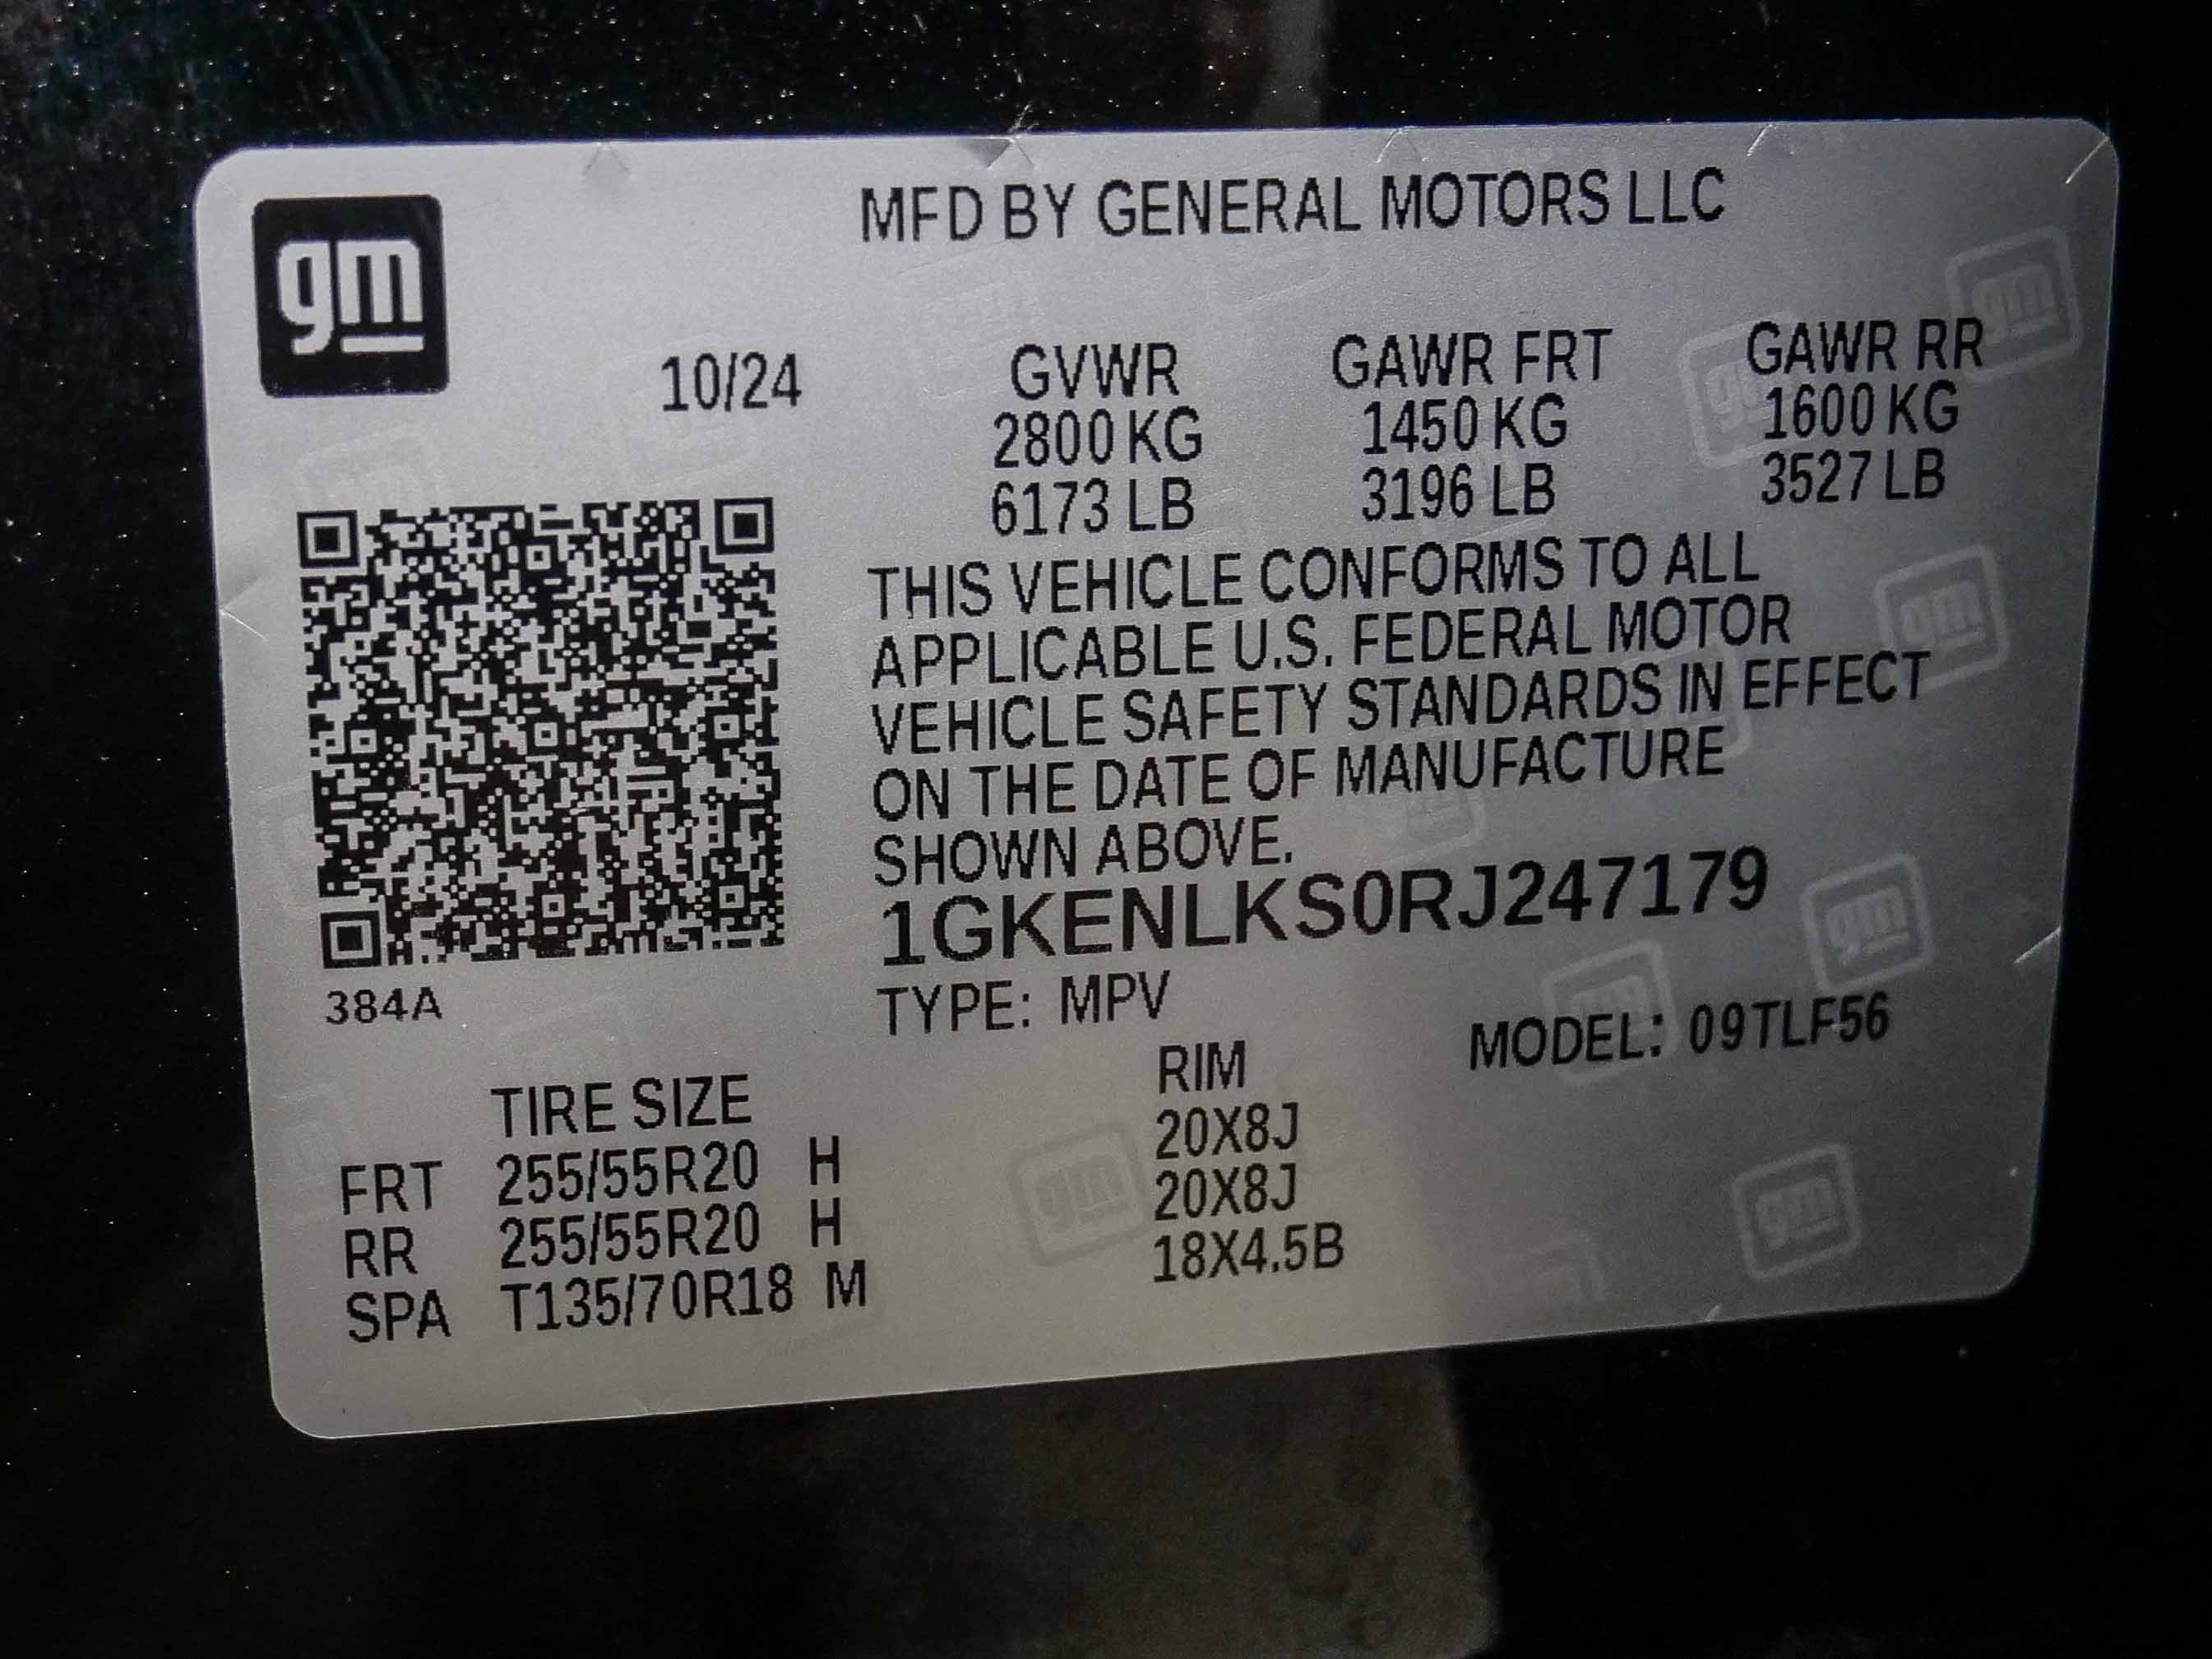 gm
MFD BY GENERAL MOTORS LLC
10/24 GVWR GAWR FRT GAWR RR
2800 KG 1450 KG 1600 KG
6173 LB 3196 LB 3527 LB
THIS VEHICLE CONFORMS TO ALL
APPLICABLE U.S. FEDERAL MOTOR
VEHICLE SAFETY STANDARDS IN EFFECT
ON THE DATE OF MANUFACTURE
SHOWN ABOVE.
1GKENLKS0RJ247179
384A
TYPE: MPV MODEL: 09TLF56
TIRE SIZE RIM
FRT 255/55R20 H 20X8J
RR 255/55R20 H 20X8J
SPA T135/70R18 M 18X4.5B